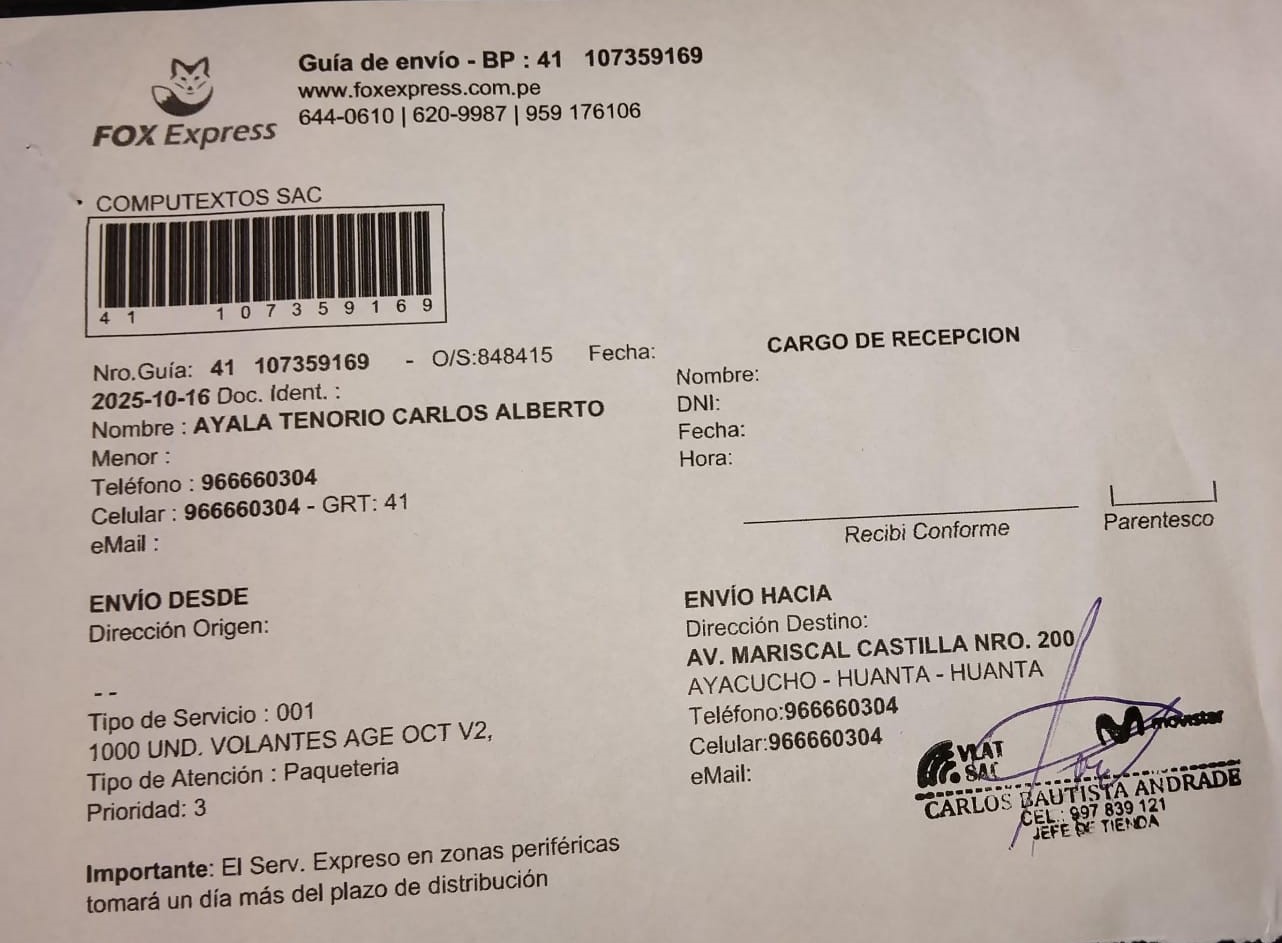 FOX Express
Guía de envío - BP : 41 107359169
www.foxexpress.com.pe
644-0610 | 620-9987 | 959 176106
COMPUTEXTOS SAC
41 107359169
Nro.Guía: 41 107359169 - O/S:848415 Fecha:
2025-10-16 Doc. Ident. :
Nombre : AYALA TENORIO CARLOS ALBERTO
Menor :
Teléfono : 966660304
Celular : 966660304 - GRT: 41
eMail :
CARGO DE RECEPCION
Nombre:
DNI:
Fecha:
Hora:
Recibi Conforme
Parentesco
ENVÍO DESDE
Dirección Origen:
- -
Tipo de Servicio : 001
1000 UND. VOLANTES AGE OCT V2,
Tipo de Atención : Paqueteria
Prioridad: 3
ENVÍO HACIA
Dirección Destino:
AV. MARISCAL CASTILLA NRO. 200
AYACUCHO - HUANTA - HUANTA
Teléfono:966660304
Celular:966660304
eMail:
VLAT
SAC
movistar
CARLOS BAUTISTA ANDRADE
CEL.: 997 839 121
JEFE DE TIENDA
Importante: El Serv. Expreso en zonas periféricas
tomará un día más del plazo de distribución